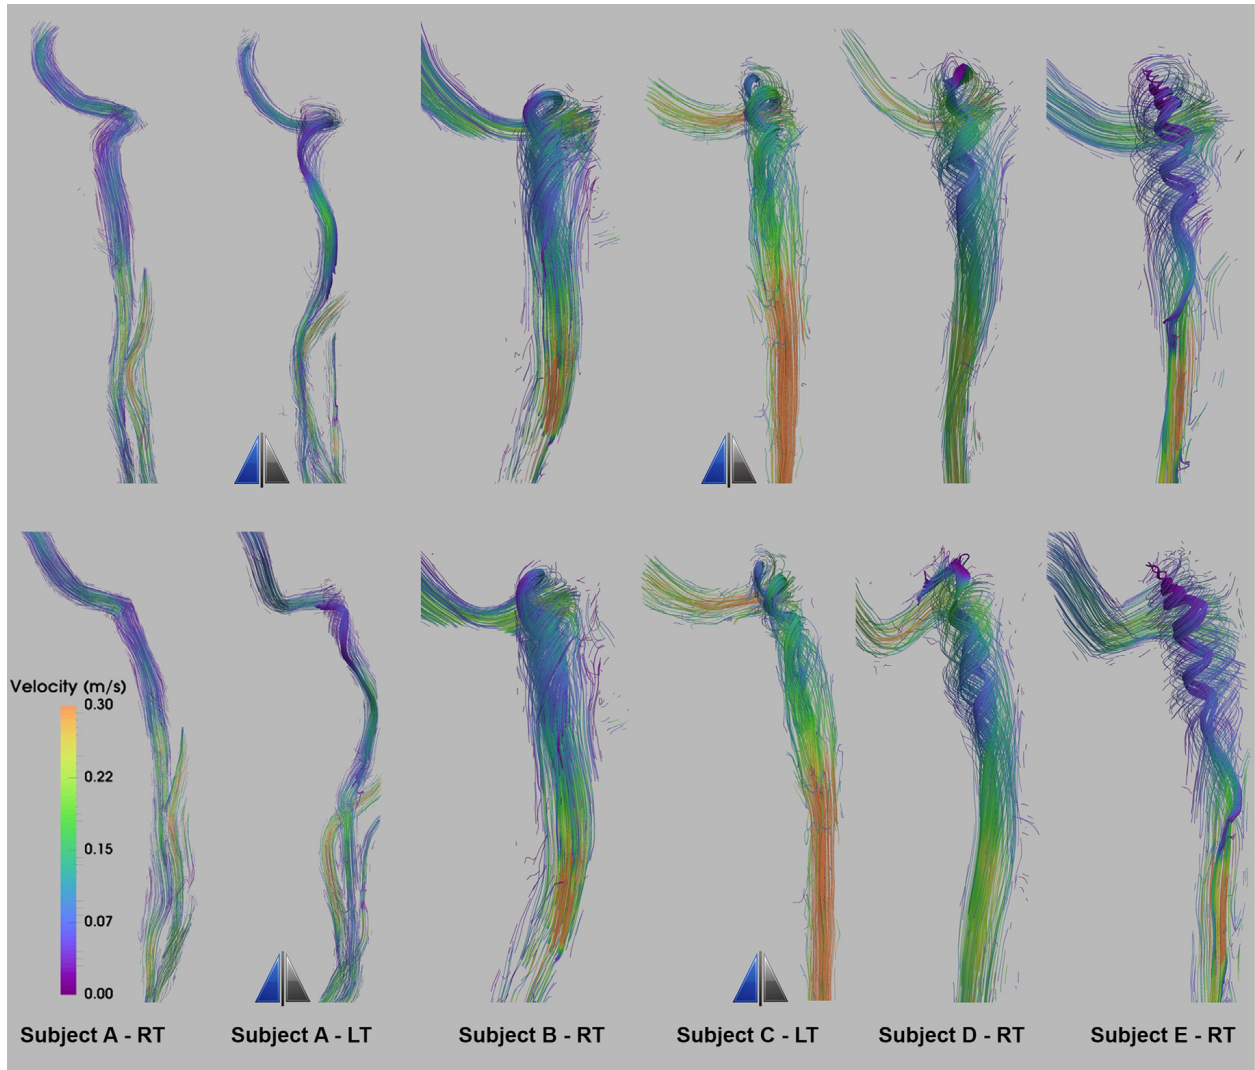 Velocity (m/s)
0.30
0.22
0.15
0.07
0.00
Subject A - RT
Subject A - LT
Subject B - RT
Subject C - LT
Subject D - RT
Subject E - RT